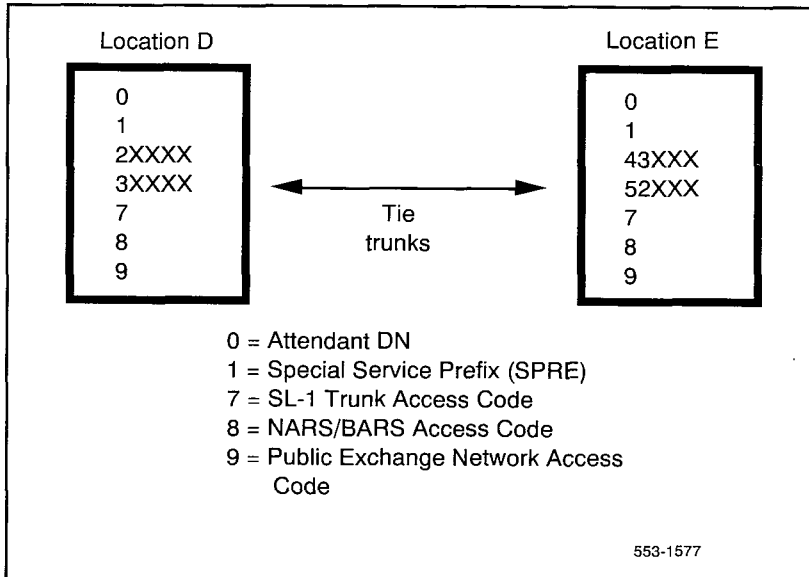 Location D
0
1
2XXXX
3XXXX
7
8
9
Tie
trunks
Location E
0
1
43XXX
52XXX
7
8
9
0 = Attendant DN
1 = Special Service Prefix (SPRE)
7 = SL-1 Trunk Access Code
8 = NARS/BARS Access Code
9 = Public Exchange Network Access
Code
553-1577